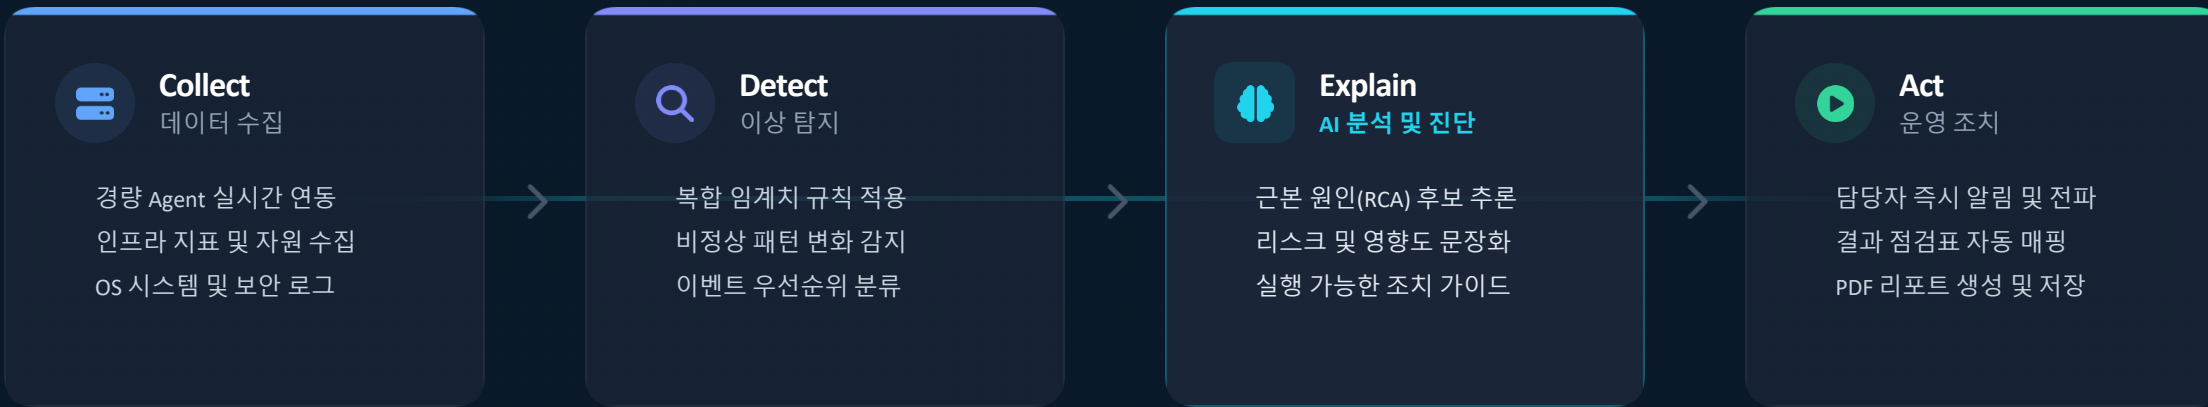 Collect
데이터 수집
경량 Agent 실시간 연동
인프라 지표 및 자원 수집
OS 시스템 및 보안 로그
Detect
이상 탐지
복합 임계치 규칙 적용
비정상 패턴 변화 감지
이벤트 우선순위 분류
Explain
AI 분석 및 진단
근본 원인(RCA) 후보 추론
리스크 및 영향도 문장화
실행 가능한 조치 가이드
Act
운영 조치
담당자 즉시 알림 및 전파
결과 점검표 자동 매핑
PDF 리포트 생성 및 저장